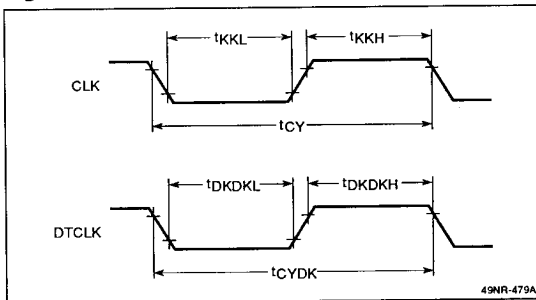 tKKL
tKKH
CLK
tCY
tDKDKL
tDKDKH
DTCLK
tCYDK
49NR-479A